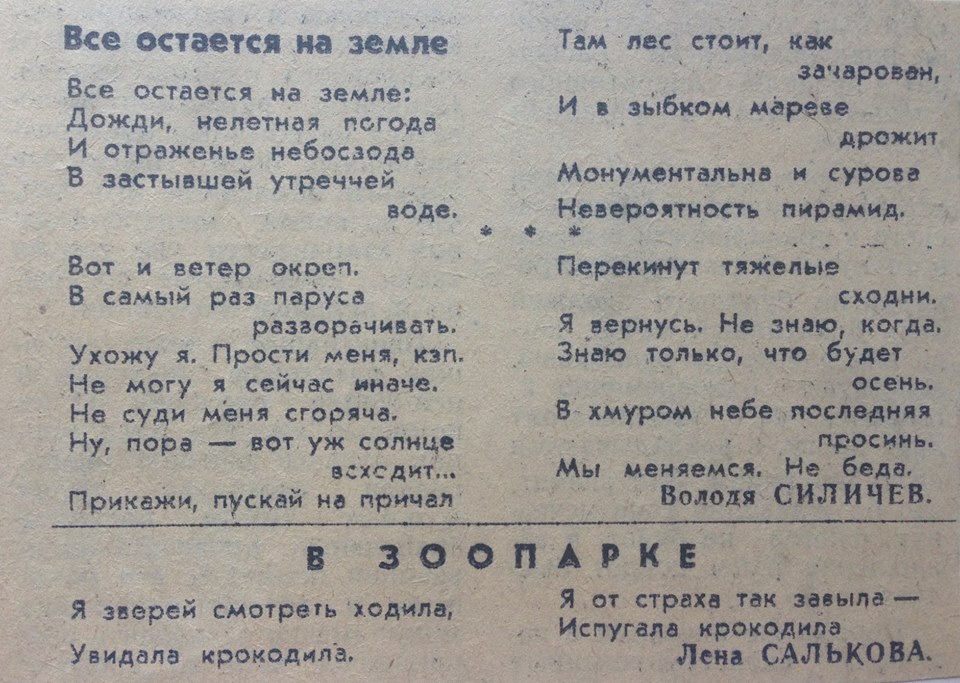 Все остается на земле
Все остается на земле:
Дожди, нелетная погода
И отраженье небосвода
В застывшей утреччей
воде.
Там лес стоит, как
зачарован,
И в зыбком мареве
дрожит
Монументальна и сурова
Невероятность пирамид.
* * *
Вот и ветер окреп.
В самый раз паруса
разворачивать.
Ухожу я. Прости меня, кэп.
Не могу я сейчас иначе.
Не суди меня сгоряча.
Ну, пора — вот уж солнце
всходит...
Прикажи, пускай на причал
Перекинут тяжелые
сходни.
Я вернусь. Не знаю, когда.
Знаю только, что будет
осень.
В хмуром небе последняя
просинь.
Мы меняемся. Не беда.
Володя СИЛИЧЕВ.
В ЗООПАРКЕ
Я зверей смотреть ходила,
Увидала крокодила.
Я от страха так завыла —
Испугала крокодила
Лена САЛЬКОВА.